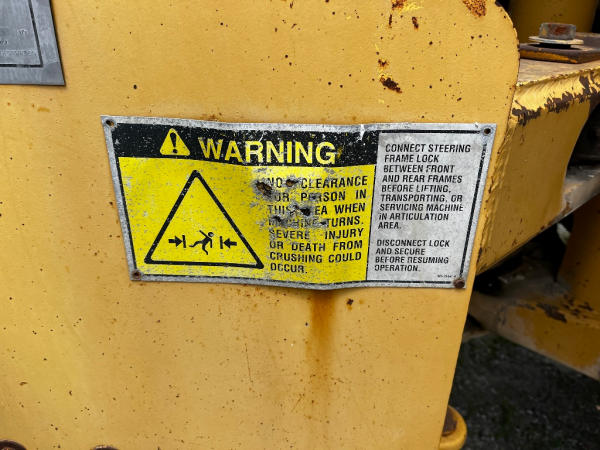 WARNING
NO CLEARANCE
FOR PERSON IN
THIS AREA WHEN
MACHINE TURNS.
SEVERE INJURY
OR DEATH FROM
CRUSHING COULD
OCCUR.
CONNECT STEERING
FRAME LOCK
BETWEEN FRONT
AND REAR FRAMES
BEFORE LIFTING,
TRANSPORTING, OR
SERVICING MACHINE
IN ARTICULATION
AREA.
DISCONNECT LOCK
AND SECURE
BEFORE RESUMING
OPERATION.